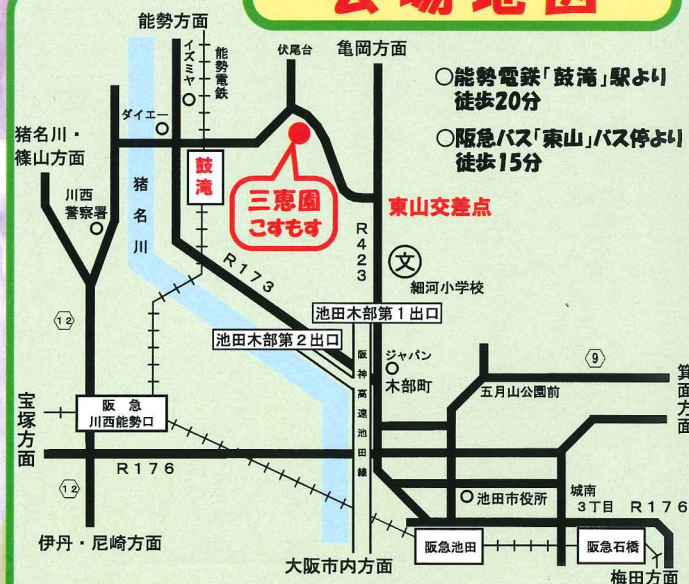 会場地図
能勢方面
イズミヤ
能勢電鉄
伏尾台
亀岡方面
○能勢電鉄「鼓滝」駅より
徒歩20分
○阪急バス「東山」バス停より
徒歩15分
ダイエー
猪名川・
篠山方面
鼓滝
川西
警察署
猪名川
三恵園
こすもす
東山交差点
R423
文
細河小学校
R173
池田木部第1出口
池田木部第2出口
12
阪神高速池田線
ジャパン
木部町
9
五月山公園前
箕面方面
宝塚方面
阪急
川西能勢口
R176
12
池田市役所
城南
3丁目
R176
伊丹・尼崎方面
大阪市内方面
阪急池田
阪急石橋
梅田方面